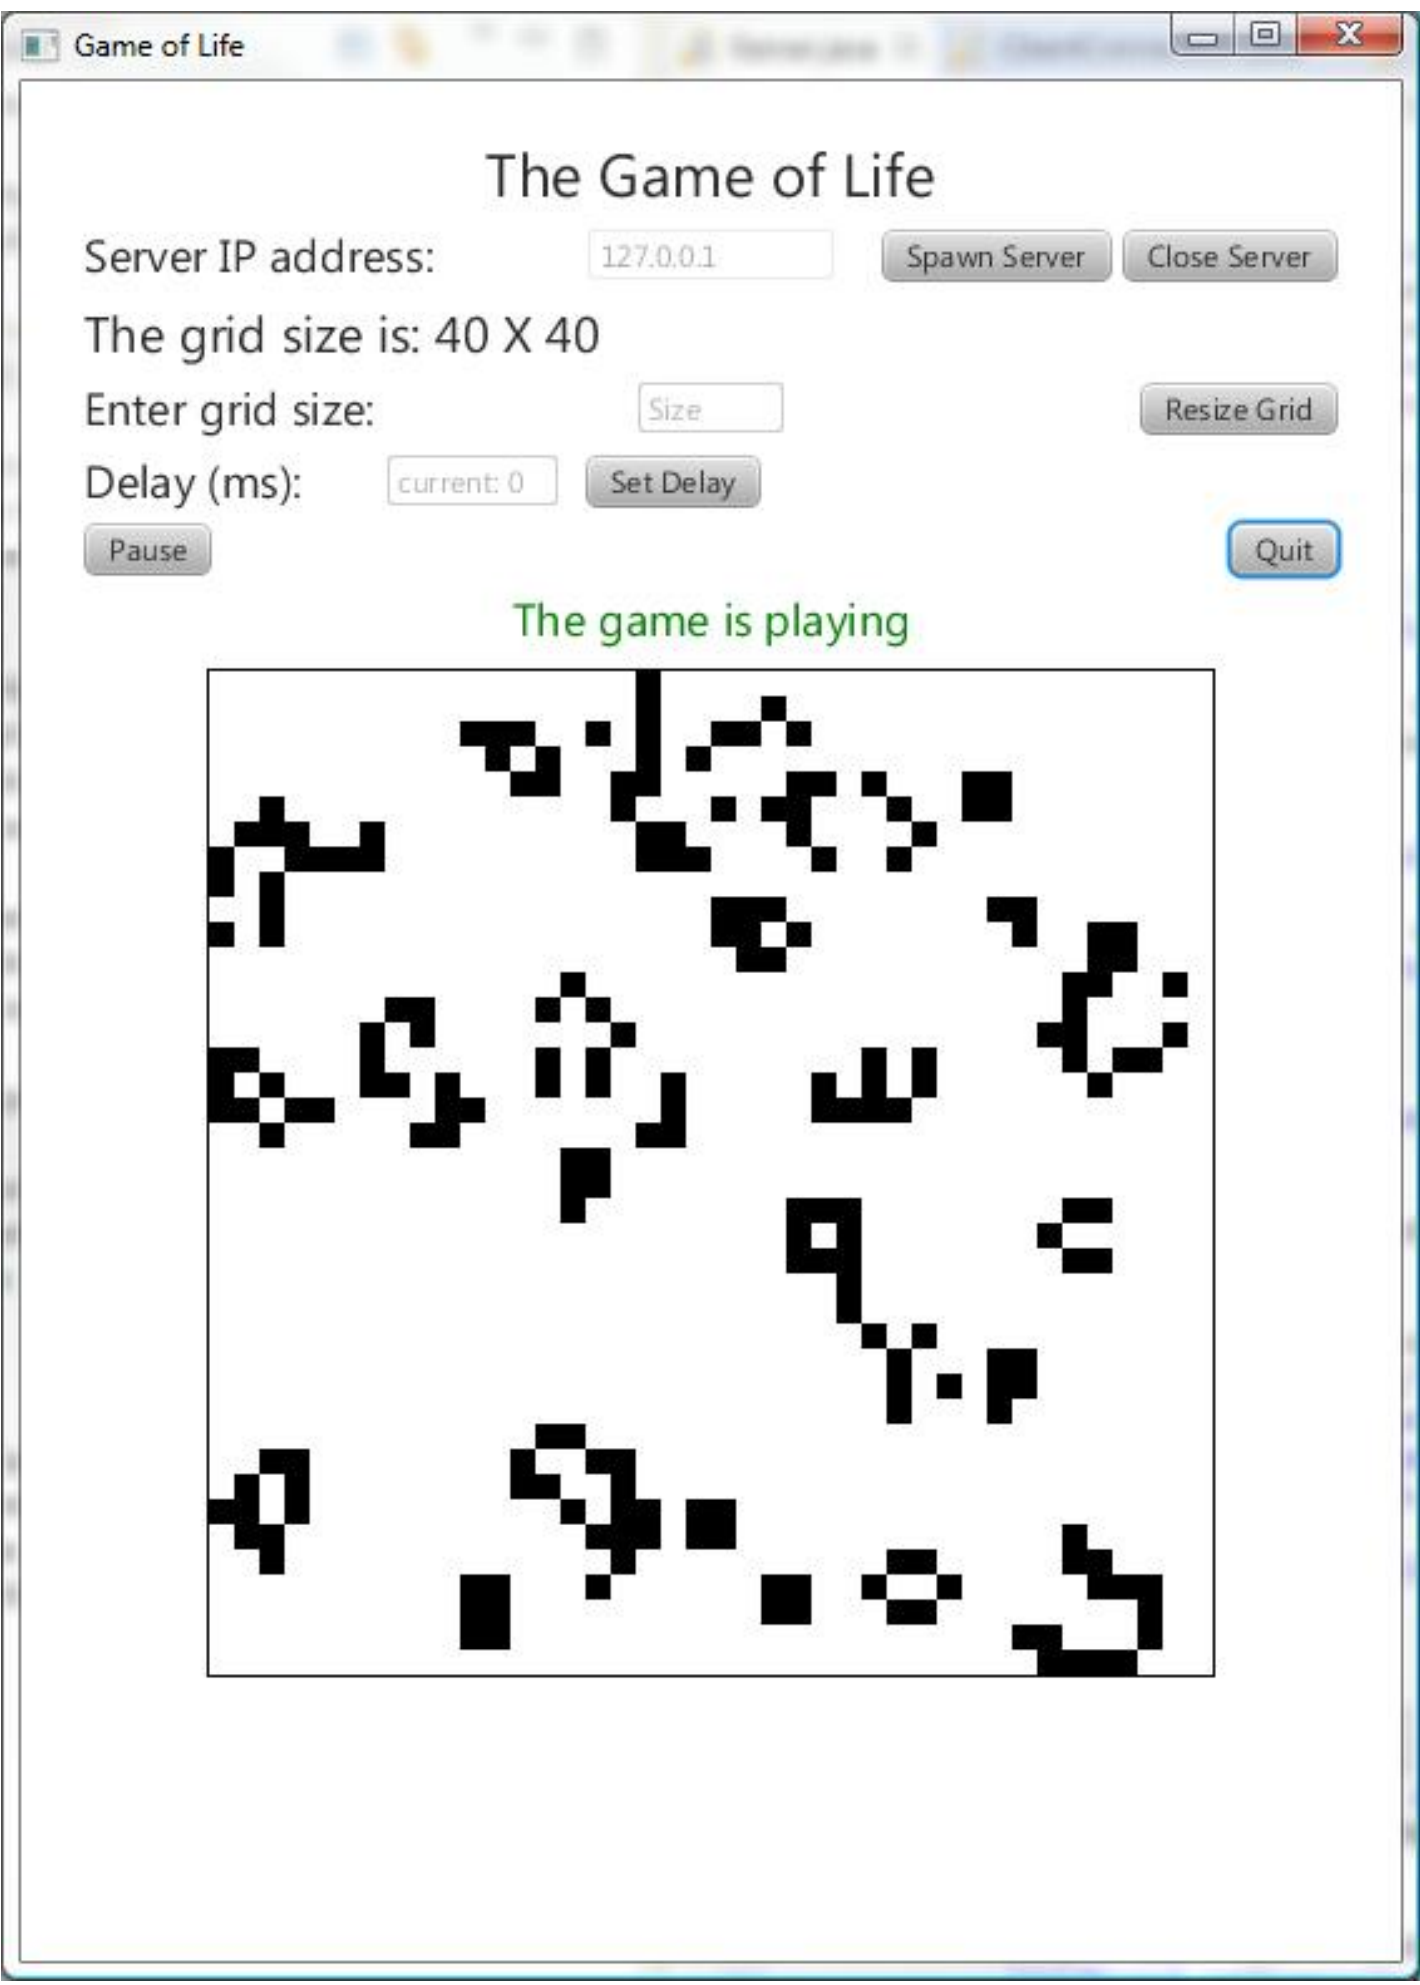 Game of Life
The Game of Life
Server IP address: 127.0.0.1 Spawn Server Close Server
The grid size is: 40 X 40
Enter grid size: Size Resize Grid
Delay (ms): current: 0 Set Delay
Pause Quit
The game is playing